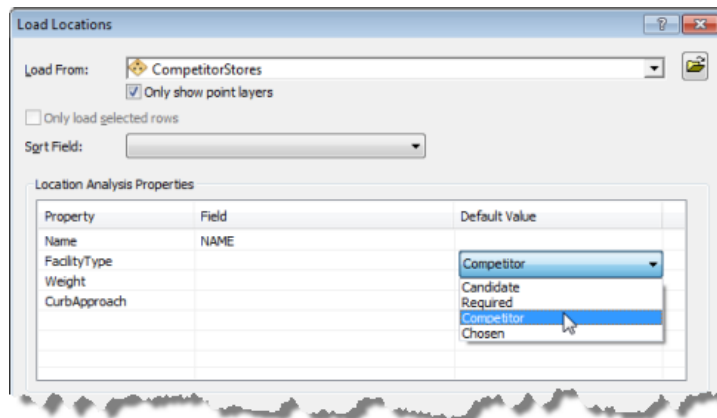 Load Locations
Load From: CompetitorStores
Only show point layers
Only load selected rows
Sort Field:
Location Analysis Properties
Property Field Default Value
Name NAME
FacilityType Competitor
Weight Candidate
Required
CurbApproach Competitor
Chosen